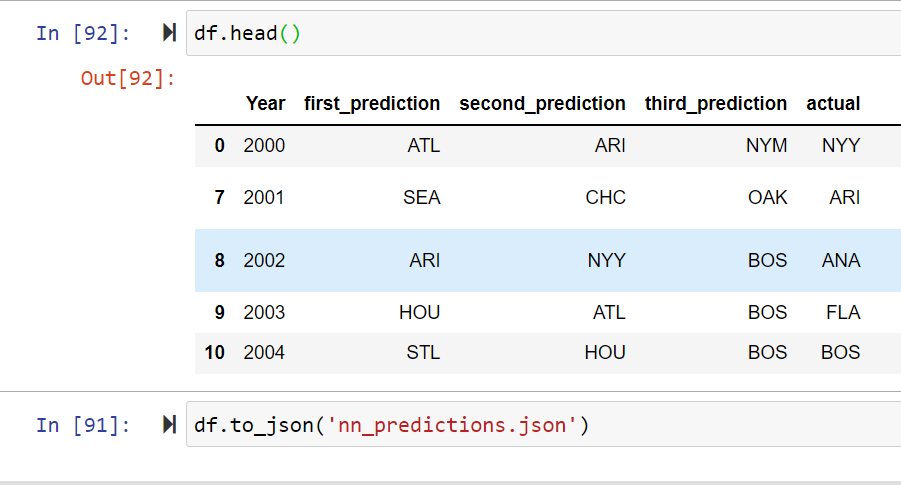 In [92]: df.head()
Out[92]:
Year first_prediction second_prediction third_prediction actual
0 2000 ATL ARI NYM NYY
7 2001 SEA CHC OAK ARI
8 2002 ARI NYY BOS ANA
9 2003 HOU ATL BOS FLA
10 2004 STL HOU BOS BOS
In [91]: df.to_json('nn_predictions.json')